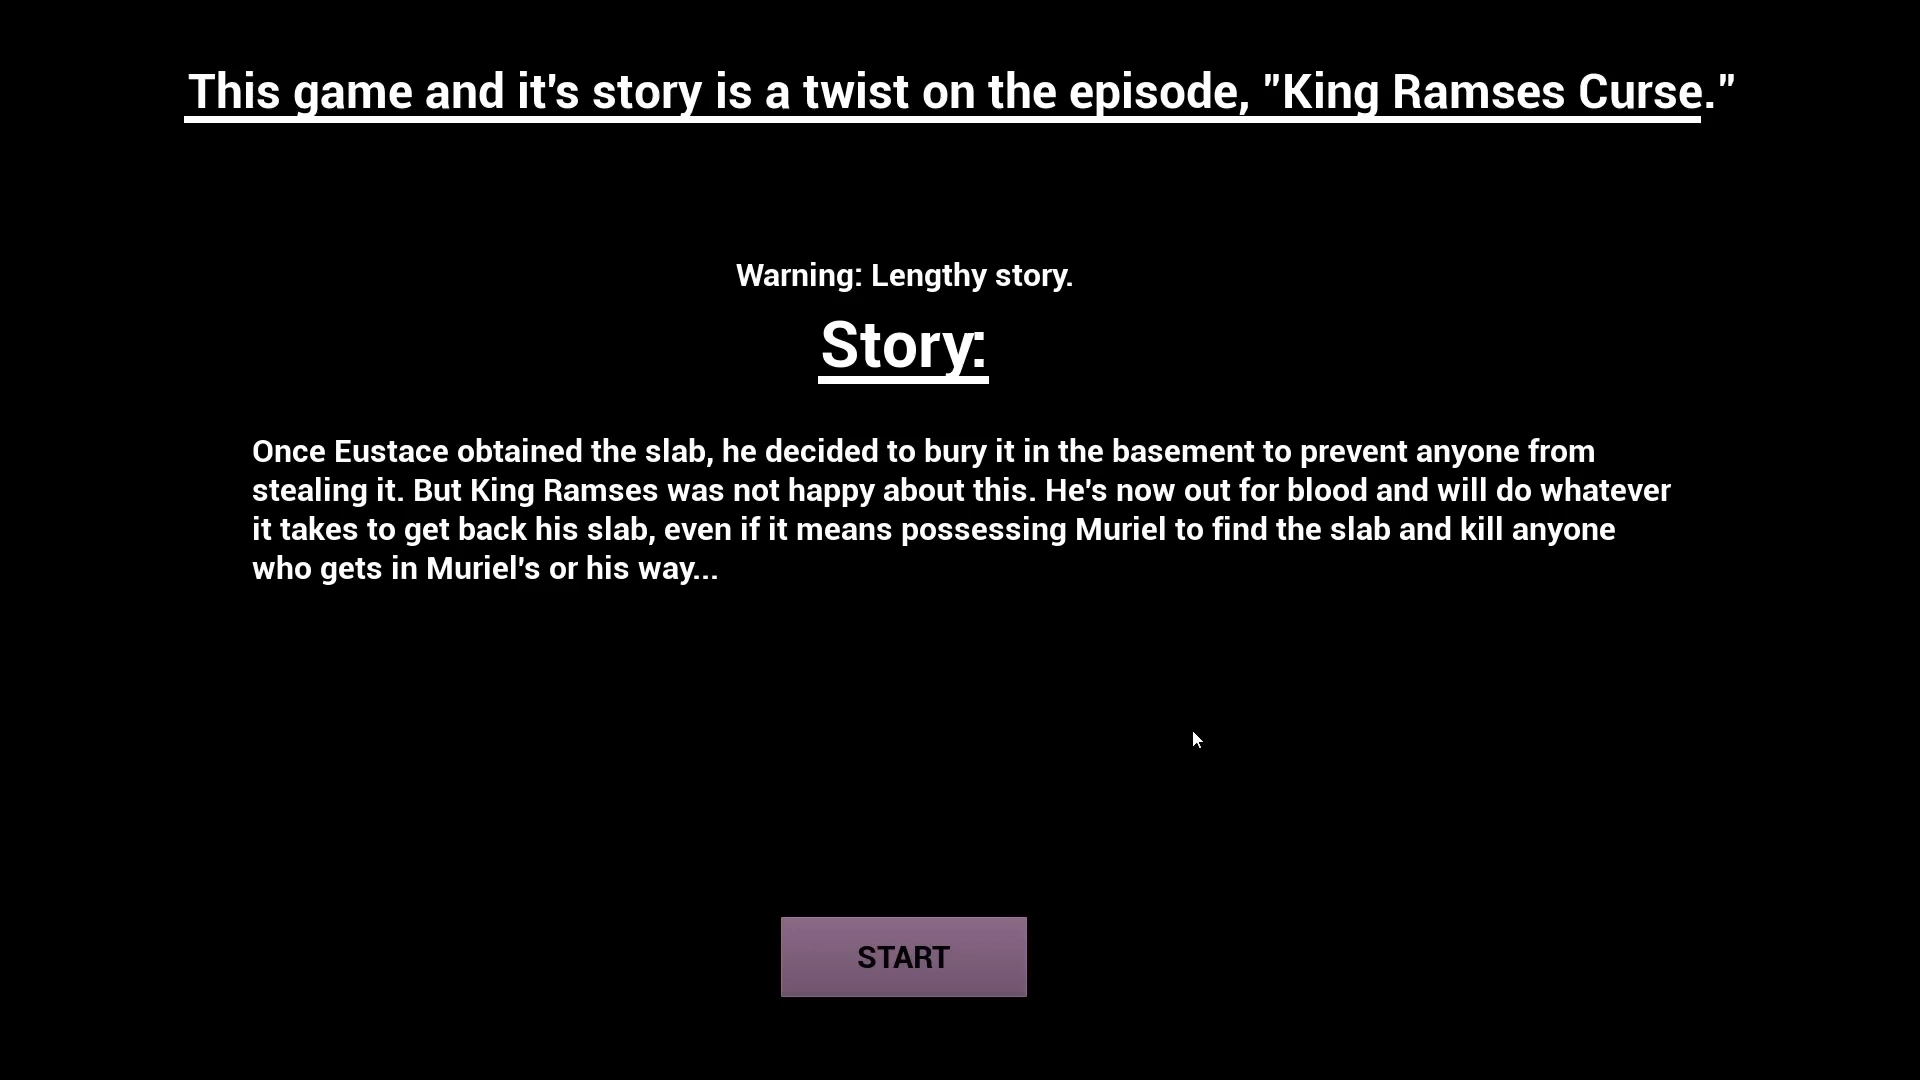 This game and it's story is a twist on the episode, "King Ramses Curse."
Warning: Lengthy story.
Story:
Once Eustace obtained the slab, he decided to bury it in the basement to prevent anyone from
stealing it. But King Ramses was not happy about this. He's now out for blood and will do whatever
it takes to get back his slab, even if it means possessing Muriel to find the slab and kill anyone
who gets in Muriel's or his way...
START